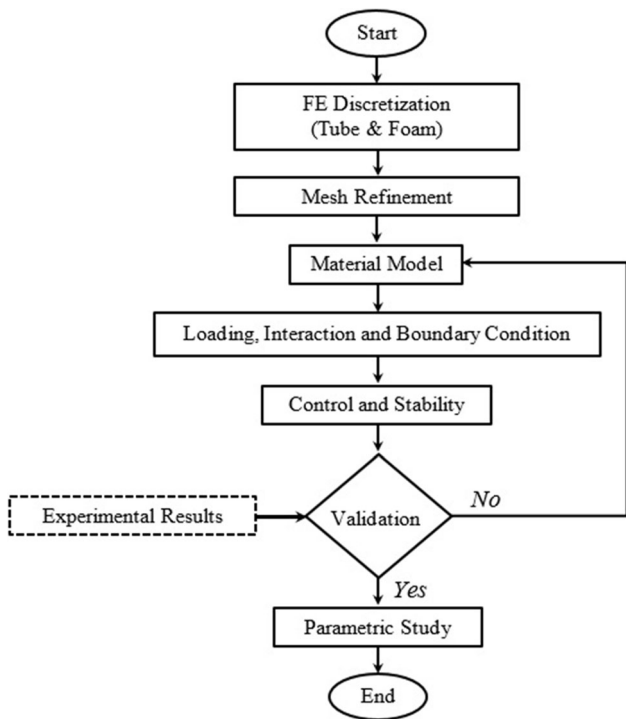 Start
FE Discretization
(Tube & Foam)
Mesh Refinement
Material Model
Loading, Interaction and Boundary Condition
Control and Stability
Experimental Results
Validation
No
Yes
Parametric Study
End